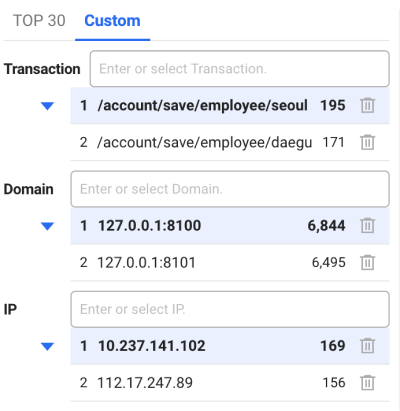 TOP 30 Custom
Transaction Enter or select Transaction.
1 /account/save/employee/seoul 195
2 /account/save/employee/daegu 171
Domain Enter or select Domain.
1 127.0.0.1:8100 6,844
2 127.0.0.1:8101 6,495
IP Enter or select IP.
1 10.237.141.102 169
2 112.17.247.89 156